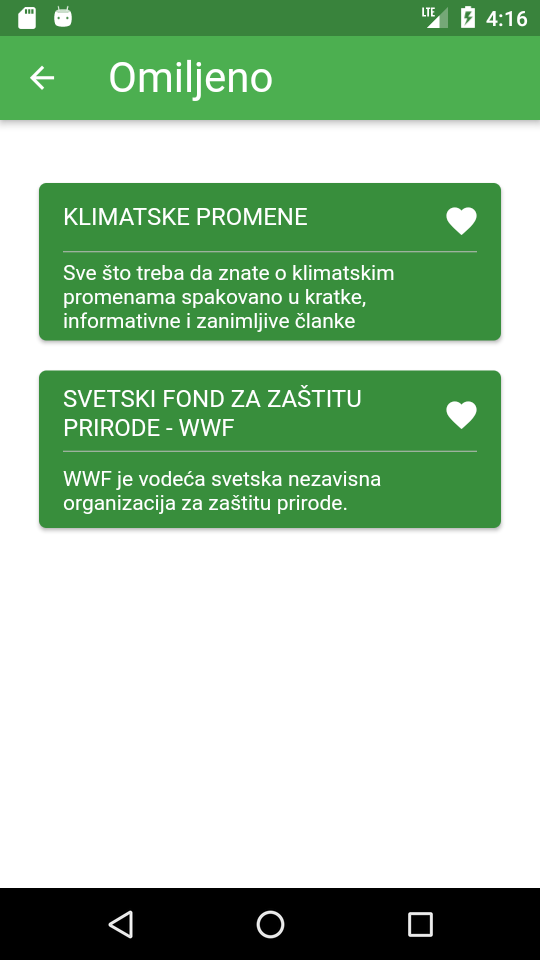 LTE
4:16
Omiljeno
KLIMATSKE PROMENE
Sve što treba da znate o klimatskim
promenama spakovano u kratke,
informativne i zanimljive članke
SVETSKI FOND ZA ZAŠTITU
PRIRODE - WWF
WWF je vodeća svetska nezavisna
organizacija za zaštitu prirode.